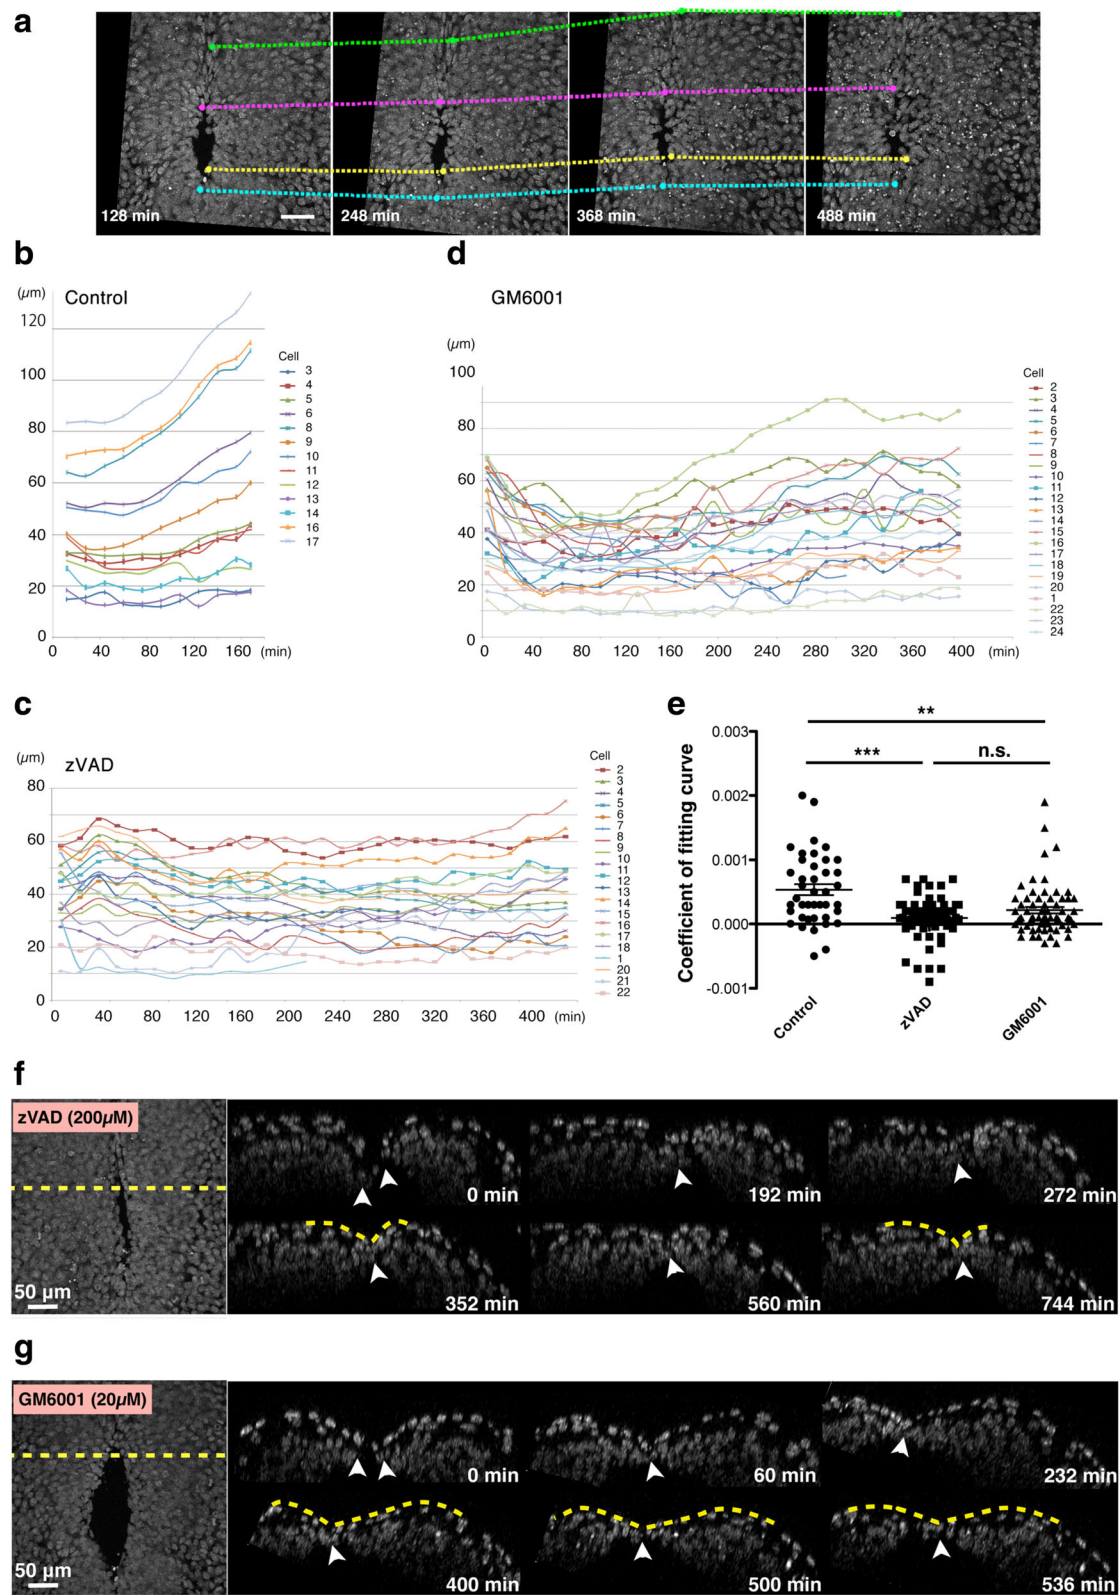 a
128 min
248 min
368 min
488 min
b
(µm)
Control
120
100
80
60
40
20
0
0 40 80 120 160 (min)
Cell
3
4
5
6
8
9
10
11
12
13
14
16
17
d
GM6001
(µm)
100
80
60
40
20
0
0 40 80 120 200 240 280 320 360 400 (min)
Cell
2
3
4
5
6
7
8
9
10
11
12
13
14
15
16
17
18
19
20
1
22
23
24
c
(µm)
zVAD
80
60
40
20
0
0 40 80 120 160 200 240 280 320 360 400 (min)
Cell
2
3
4
5
6
7
8
9
10
11
12
13
14
15
16
17
18
1
20
21
22
e
**
***
n.s.
Coefficient of fitting curve
0.003
0.002
0.001
0.000
-0.001
Control
zVAD
GM6001
f
zVAD (200µM)
50 µm
0 min
192 min
272 min
352 min
560 min
744 min
g
GM6001 (20µM)
50 µm
0 min
60 min
232 min
400 min
500 min
536 min